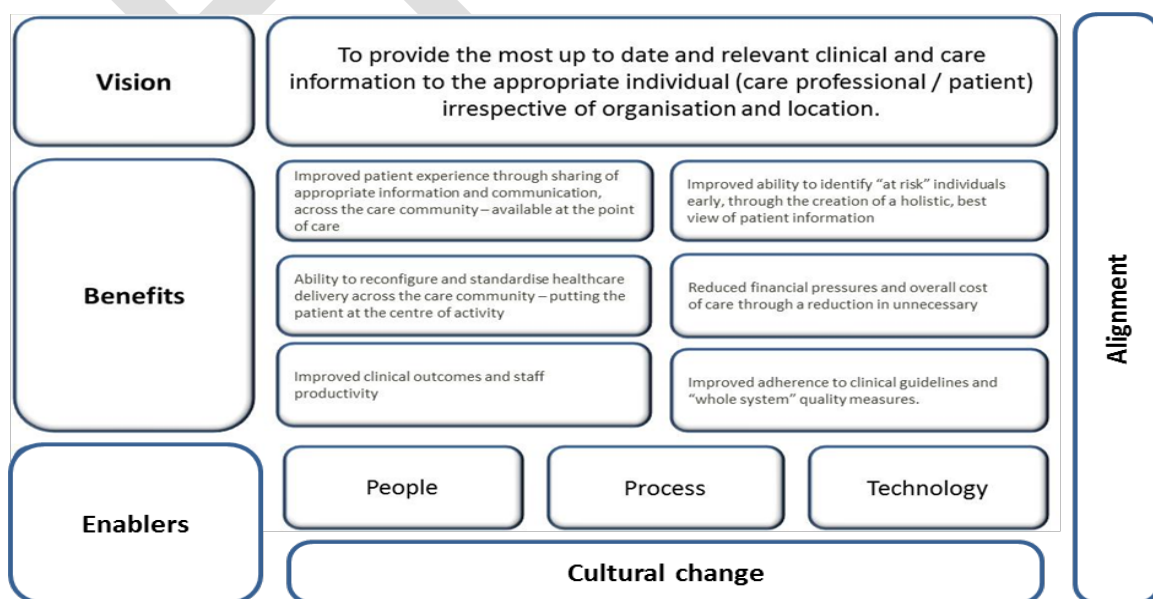 Vision
To provide the most up to date and relevant clinical and care
information to the appropriate individual (care professional / patient)
irrespective of organisation and location.
Benefits
Improved patient experience through sharing of
appropriate information and communication,
across the care community – available at the point
of care
Improved ability to identify “at risk” individuals
early, through the creation of a holistic, best
view of patient information
Ability to reconfigure and standardise healthcare
delivery across the care community – putting the
patient at the centre of activity
Reduced financial pressures and overall cost
of care through a reduction in unnecessary
Improved clinical outcomes and staff
productivity
Improved adherence to clinical guidelines and
“whole system” quality measures.
Enablers
People
Process
Technology
Cultural change
Alignment